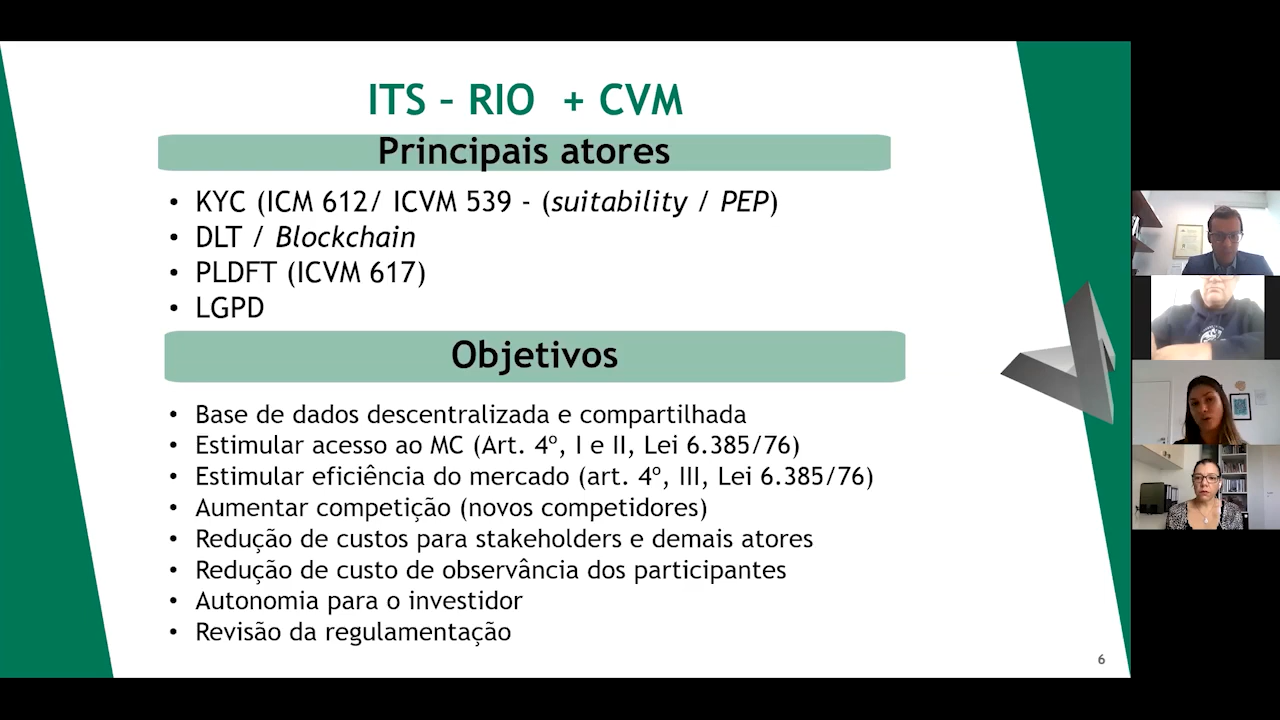 ITS – RIO + CVM
Principais atores
• KYC (ICM 612/ ICVM 539 - (suitability / PEP)
• DLT / Blockchain
• PLDFT (ICVM 617)
• LGPD
Objetivos
• Base de dados descentralizada e compartilhada
• Estimular acesso ao MC (Art. 4º, I e II, Lei 6.385/76)
• Estimular eficiência do mercado (art. 4º, III, Lei 6.385/76)
• Aumentar competição (novos competidores)
• Redução de custos para stakeholders e demais atores
• Redução de custo de observância dos participantes
• Autonomia para o investidor
• Revisão da regulamentação
6